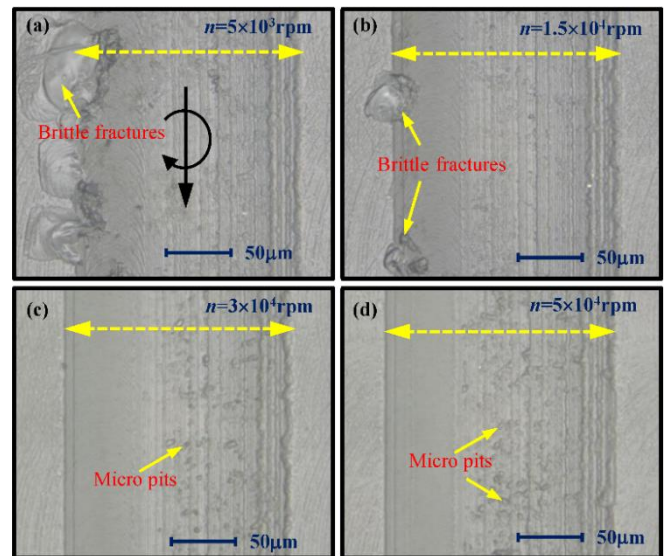 (a)
n=5×10³rpm
Brittle fractures
50μm
(b)
n=1.5×10⁴rpm
Brittle fractures
50μm
(c)
n=3×10⁴rpm
Micro pits
50μm
(d)
n=5×10⁴rpm
Micro pits
50μm